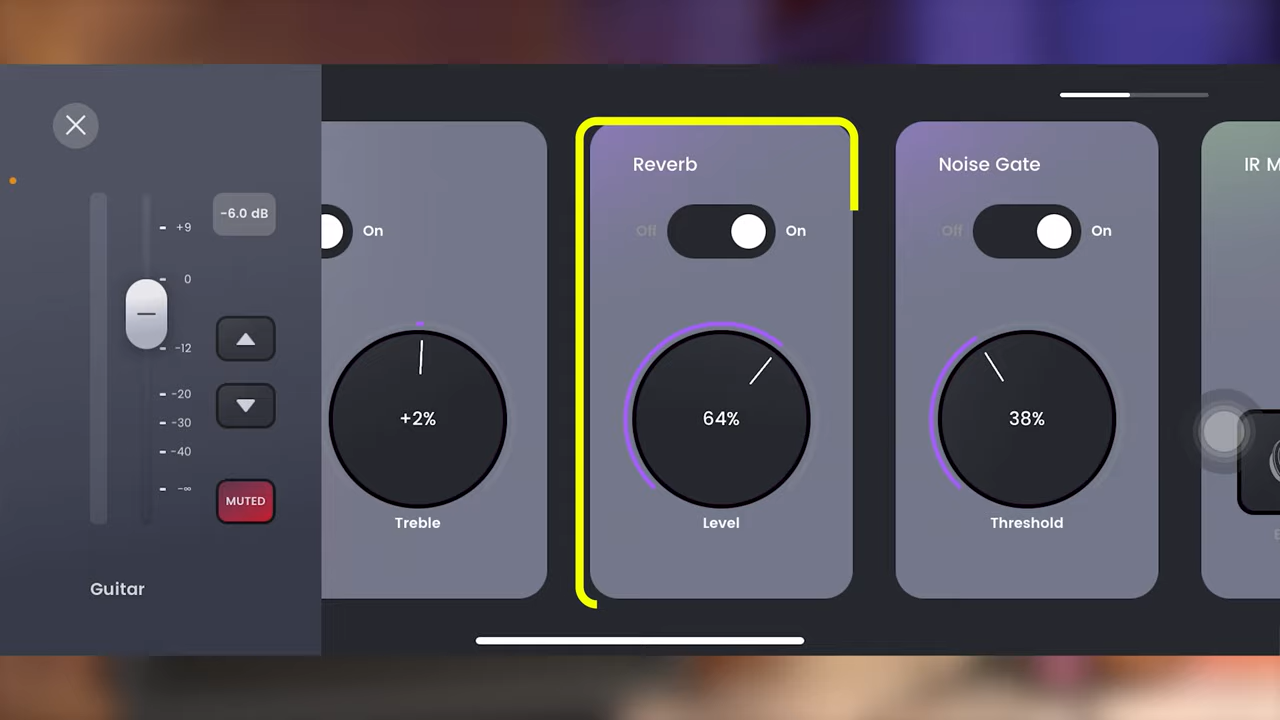 -6.0 dB
+9
0
-12
-20
-30
-40
-∞
MUTED
Guitar
On
+2%
Treble
Reverb
Off
On
64%
Level
Noise Gate
Off
On
38%
Threshold
IR M